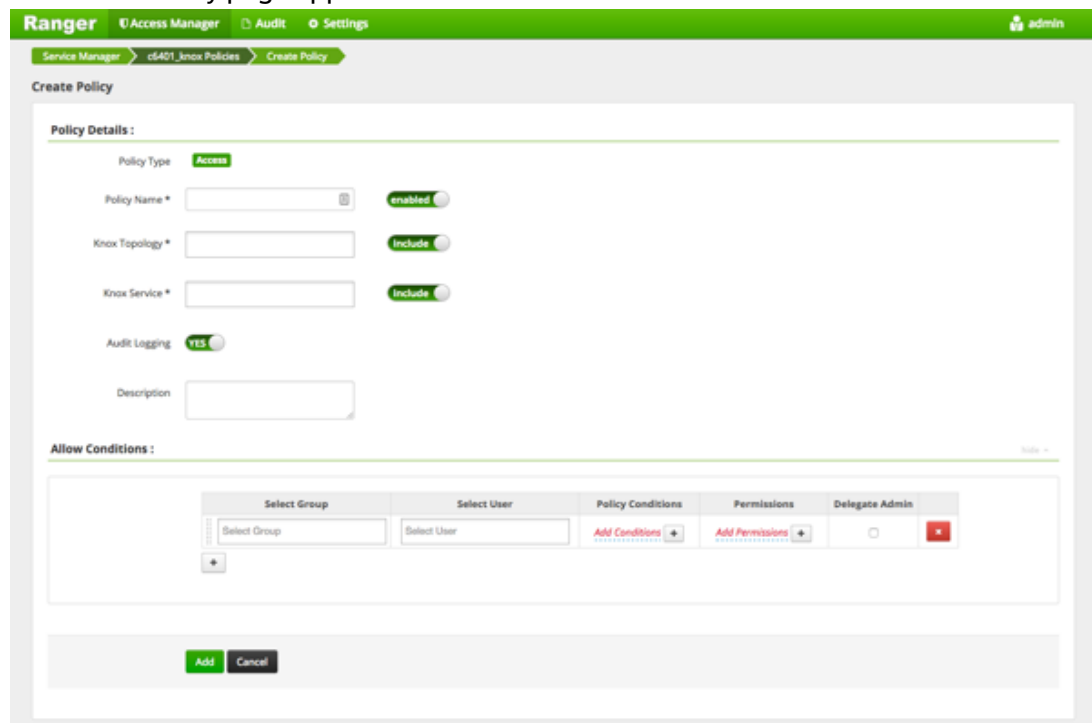 Ranger Access Manager Audit Settings admin
Service Manager c6401_knox Policies Create Policy
Create Policy
Policy Details :
Policy Type Access
Policy Name * enabled
Knox Topology * include
Knox Service * include
Audit Logging YES
Description
Allow Conditions :
hide
Select Group Select User Policy Conditions Permissions Delegate Admin
Select Group Select User Add Conditions + Add Permissions + x
+
Add Cancel